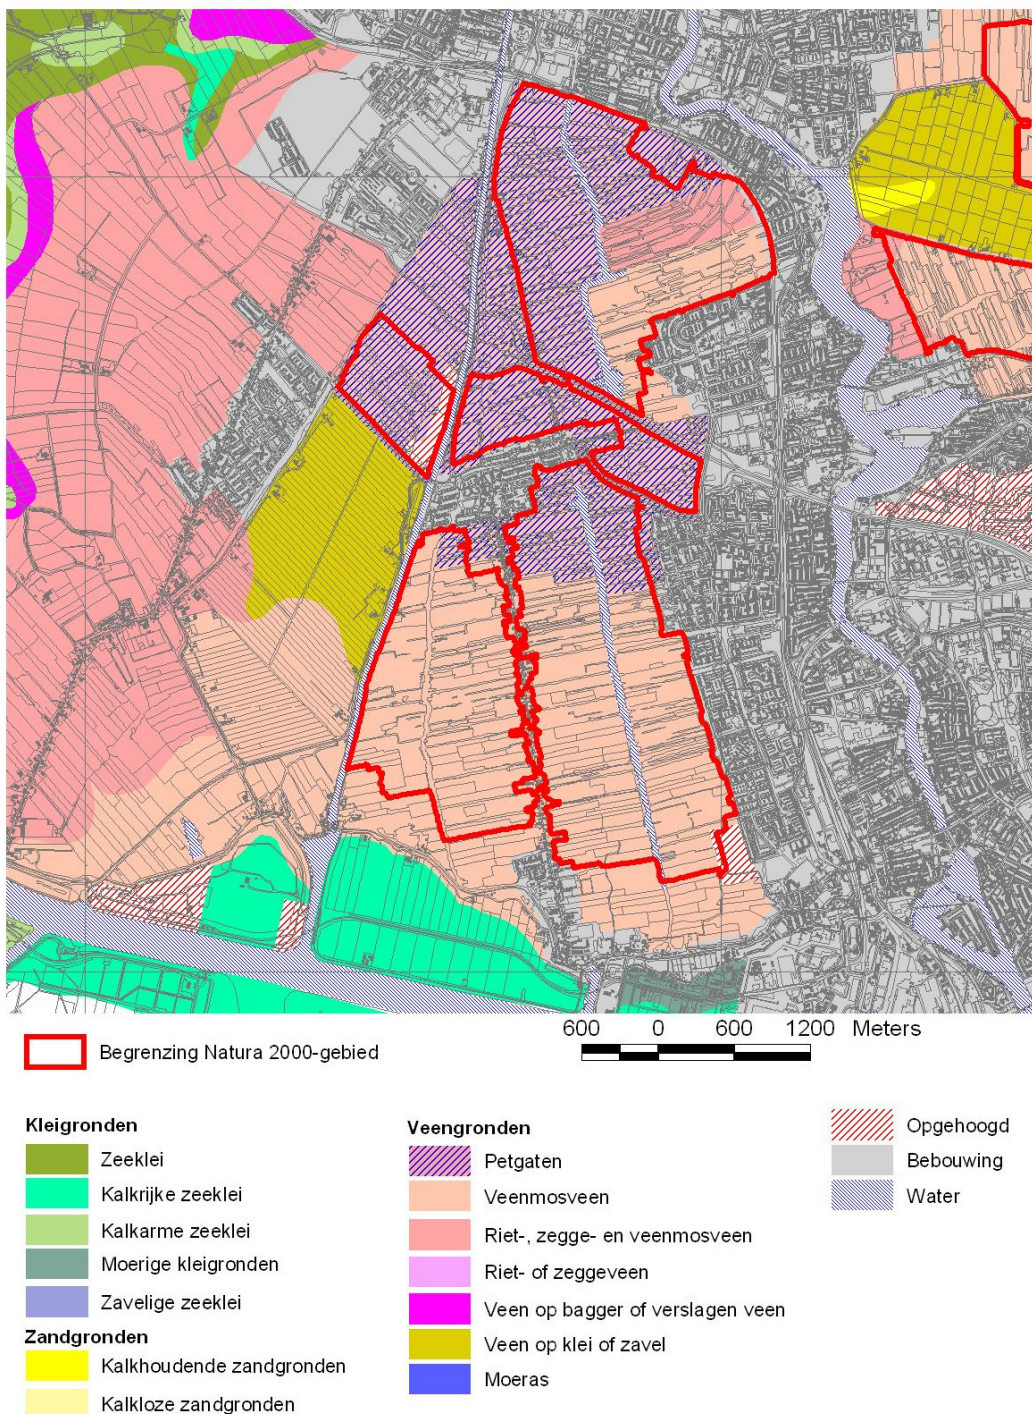 600 0 600 1200 Meters
Begrenzing Natura 2000-gebied
Kleigronden
Zeeklei
Kalkrijke zeeklei
Kalkarme zeeklei
Moerige kleigronden
Zavelige zeeklei
Zandgronden
Kalkhoudende zandgronden
Kalkloze zandgronden
Veengronden
Petgaten
Veenmosveen
Riet-, zegge- en veenmosveen
Riet- of zeggeveen
Veen op bagger of verslagen veen
Veen op klei of zavel
Moeras
Opgehoogd
Bebouwing
Water